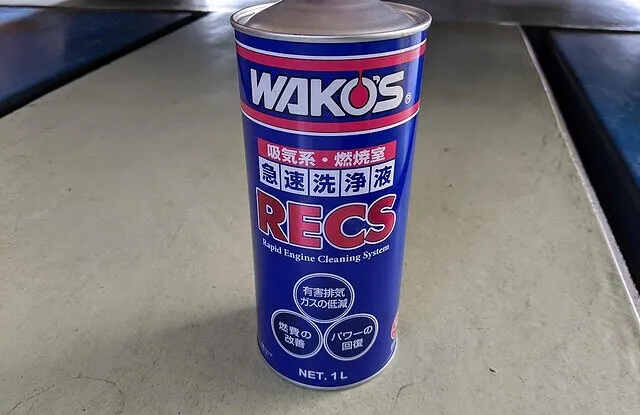 WAKO'S
吸気系・燃焼室
急速洗浄液
RECS
Rapid Engine Cleaning System
有害排気
ガスの低減
燃費の
改善
パワーの
回復
NET. 1 L